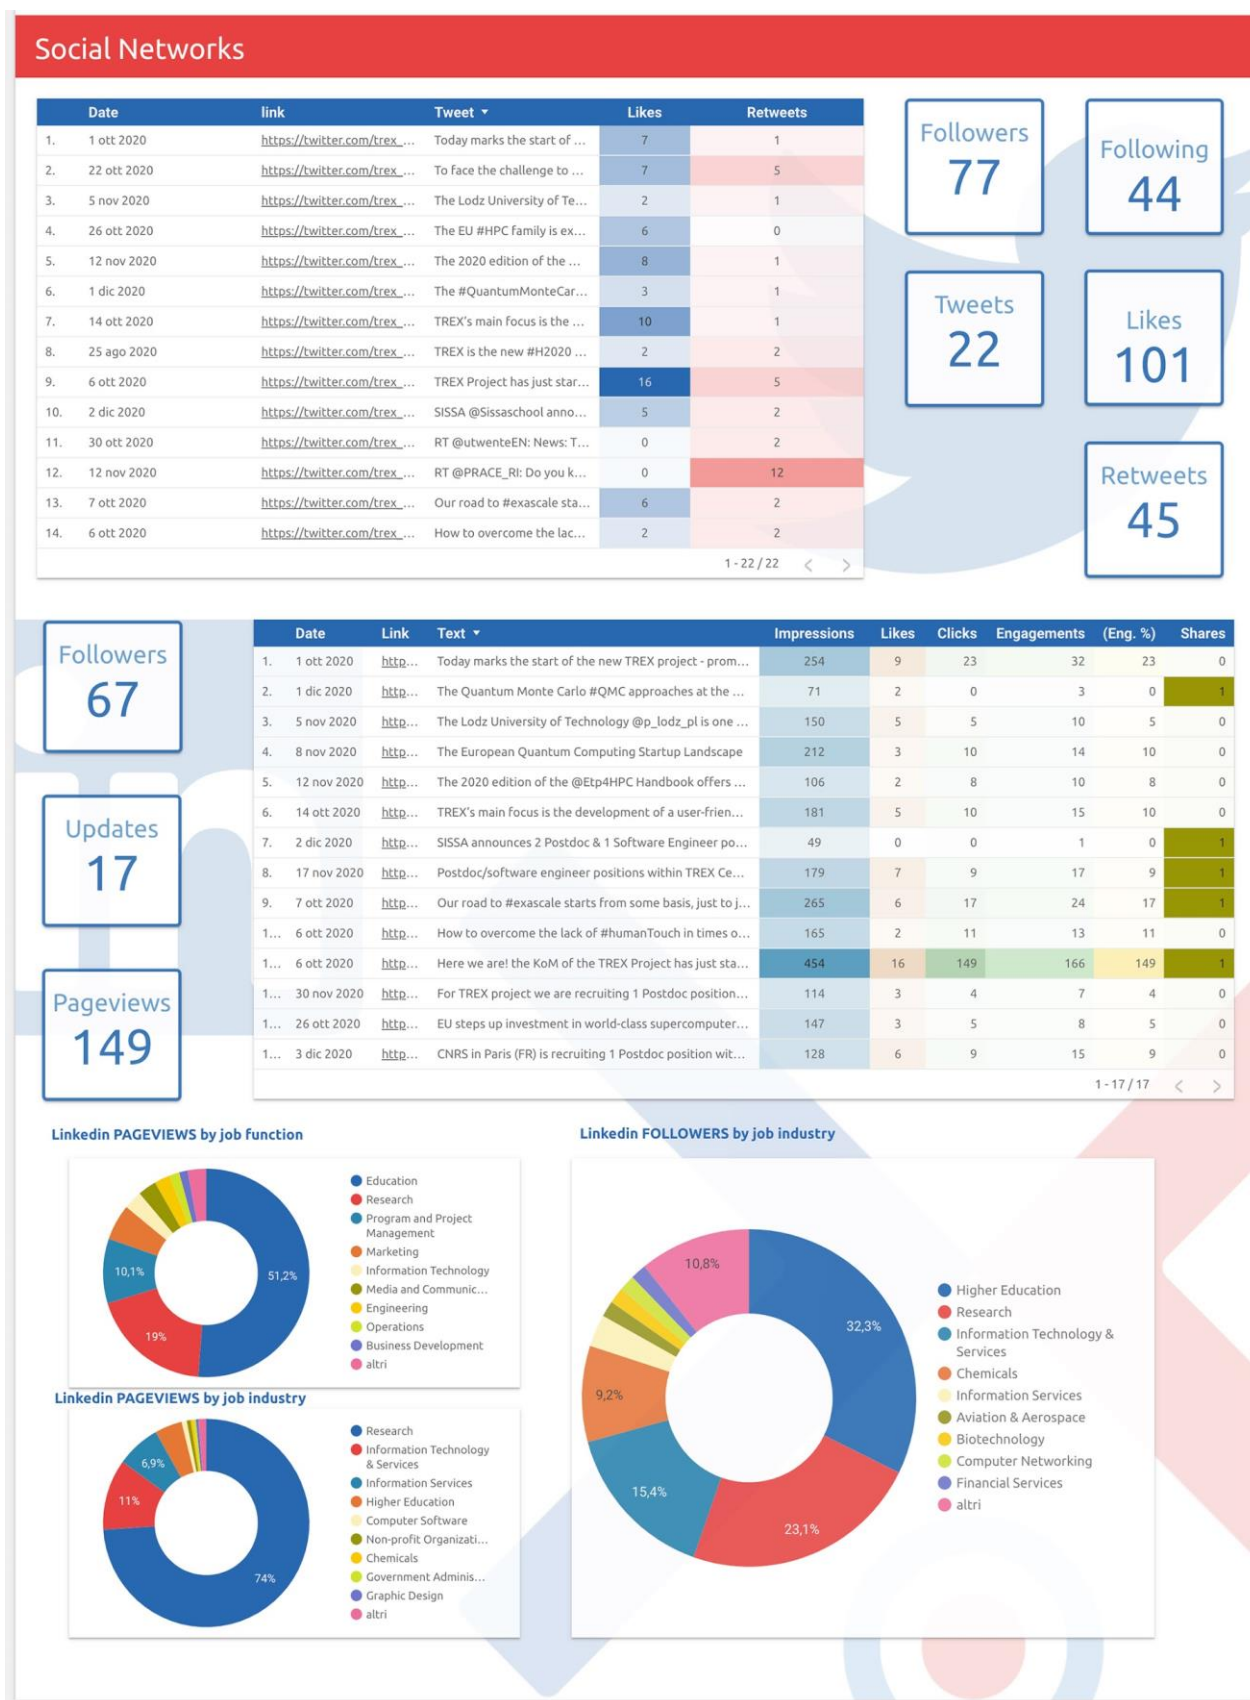 Social Networks
Date link Tweet Likes Retweets
1. 1 ott 2020 https://twitter.com/trex_... Today marks the start of ... 7 1
2. 22 ott 2020 https://twitter.com/trex_... To face the challenge to ... 7 5
3. 5 nov 2020 https://twitter.com/trex_... The Lodz University of Te... 2 1
4. 26 ott 2020 https://twitter.com/trex_... The EU #HPC family is ex... 6 0
5. 12 nov 2020 https://twitter.com/trex_... The 2020 edition of the ... 8 1
6. 1 dic 2020 https://twitter.com/trex_... The #QuantumMonteCar... 3 1
7. 14 ott 2020 https://twitter.com/trex_... TREX's main focus is the ... 10 1
8. 25 ago 2020 https://twitter.com/trex_... TREX is the new #H2020 ... 2 2
9. 6 ott 2020 https://twitter.com/trex_... TREX Project has just star... 16 5
10. 2 dic 2020 https://twitter.com/trex_... SISSA @Sissaschool anno... 5 2
11. 30 ott 2020 https://twitter.com/trex_... RT @utwenteEN: News: T... 0 2
12. 12 nov 2020 https://twitter.com/trex_... RT @PRACE_RI: Do you k... 0 12
13. 7 ott 2020 https://twitter.com/trex_... Our road to #exascale sta... 6 2
14. 6 ott 2020 https://twitter.com/trex_... How to overcome the lac... 2 2
1 - 22 / 22 < >
Followers
77
Following
44
Tweets
22
Likes
101
Retweets
45
Followers
67
Updates
17
Pageviews
149
Date Link Text Impressions Likes Clicks Engagements (Eng. %) Shares
1. 1 ott 2020 http... Today marks the start of the new TREX project - prom... 254 9 23 32 23 0
2. 1 dic 2020 http... The Quantum Monte Carlo #QMC approaches at the ... 71 2 0 3 0 1
3. 5 nov 2020 http... The Lodz University of Technology @p_lodz_pl is one ... 150 5 5 10 5 0
4. 8 nov 2020 http... The European Quantum Computing Startup Landscape 212 3 10 14 10 0
5. 12 nov 2020 http... The 2020 edition of the @Etp4HPC Handbook offers ... 106 2 8 10 8 0
6. 14 ott 2020 http... TREX's main focus is the development of a user-frien... 181 5 10 15 10 0
7. 2 dic 2020 http... SISSA announces 2 Postdoc & 1 Software Engineer po... 49 0 0 1 0 1
8. 17 nov 2020 http... Postdoc/software engineer positions within TREX Ce... 179 7 9 17 9 1
9. 7 ott 2020 http... Our road to #exascale starts from some basis, just to j... 265 6 17 24 17 1
1... 6 ott 2020 http... How to overcome the lack of #humanTouch in times o... 165 2 11 13 11 0
1... 6 ott 2020 http... Here we are! the KoM of the TREX Project has just sta... 454 16 149 166 149 1
1... 30 nov 2020 http... For TREX project we are recruiting 1 Postdoc position... 114 3 4 7 4 0
1... 26 ott 2020 http... EU steps up investment in world-class supercomputer... 147 3 5 8 5 0
1... 3 dic 2020 http... CNRS in Paris (FR) is recruiting 1 Postdoc position wit... 128 6 9 15 9 0
1 - 17 / 17 < >
Linkedin PAGEVIEWS by job function
51,2%
19%
10,1%
Education
Research
Program and Project
Management
Marketing
Information Technology
Media and Communic...
Engineering
Operations
Business Development
altri
Linkedin PAGEVIEWS by job industry
74%
11%
6,9%
Research
Information Technology
& Services
Information Services
Higher Education
Computer Software
Non-profit Organizati...
Chemicals
Government Adminis...
Graphic Design
altri
Linkedin FOLLOWERS by job industry
10,8%
32,3%
9,2%
15,4%
23,1%
Higher Education
Research
Information Technology &
Services
Chemicals
Information Services
Aviation & Aerospace
Biotechnology
Computer Networking
Financial Services
altri